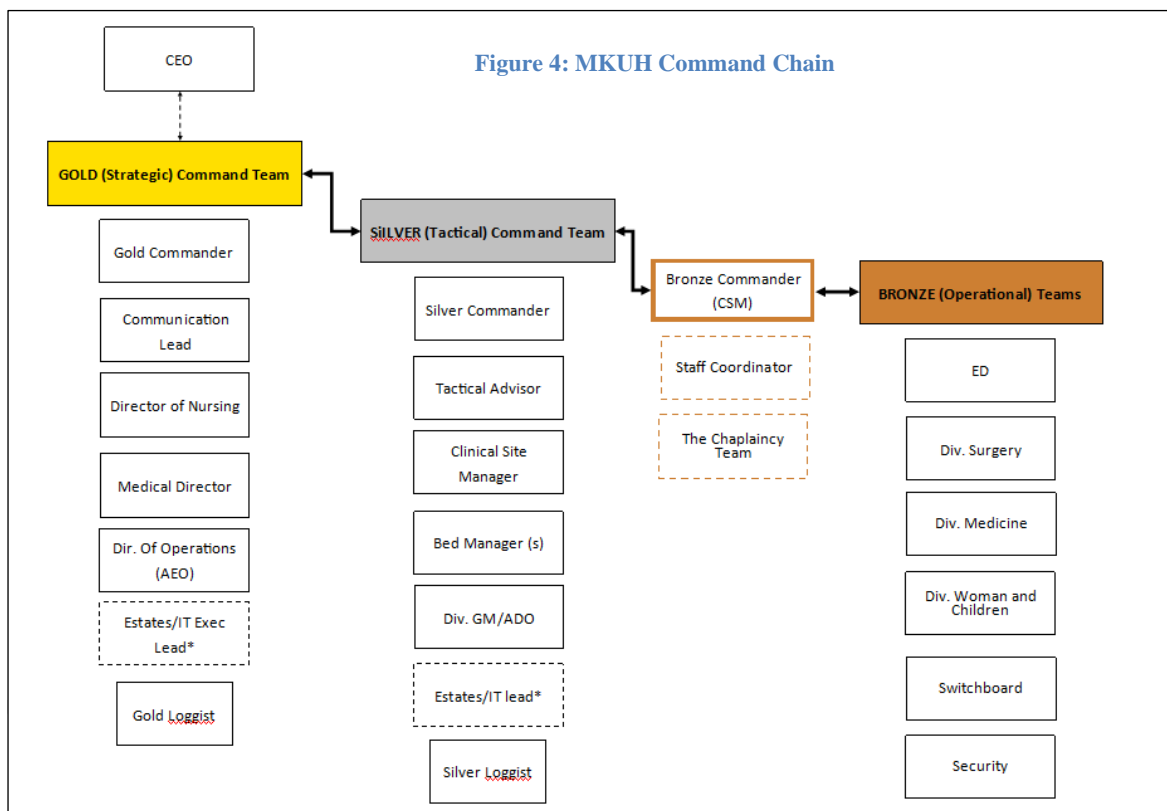 CEO
Figure 4: MKUH Command Chain
GOLD (Strategic) Command Team
Gold Commander
Communication
Lead
Director of Nursing
Medical Director
Dir. Of Operations
(AEO)
Estates/IT Exec
Lead*
Gold Loggist
SiILVER (Tactical) Command Team
Silver Commander
Tactical Advisor
Clinical Site
Manager
Bed Manager (s)
Div. GM/ADO
Estates/IT lead*
Silver Loggist
Bronze Commander
(CSM)
Staff Coordinator
The Chaplaincy
Team
BRONZE (Operational) Teams
ED
Div. Surgery
Div. Medicine
Div. Woman and
Children
Switchboard
Security